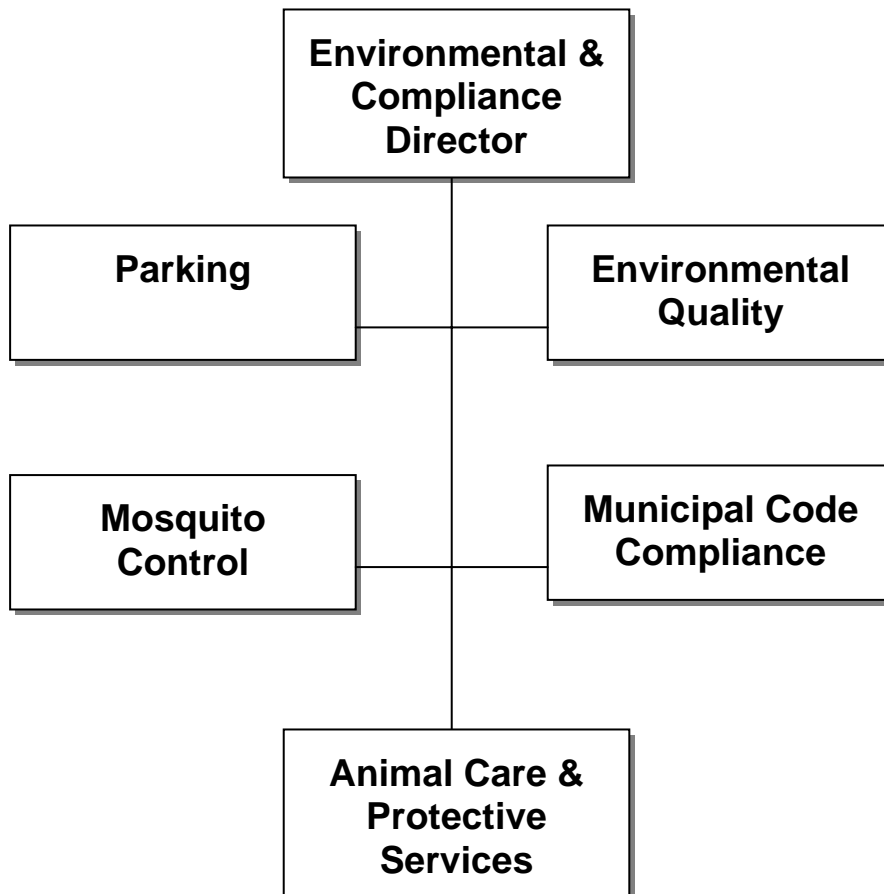 Environmental &
Compliance
Director
Parking
Environmental
Quality
Mosquito
Control
Municipal Code
Compliance
Animal Care &
Protective
Services